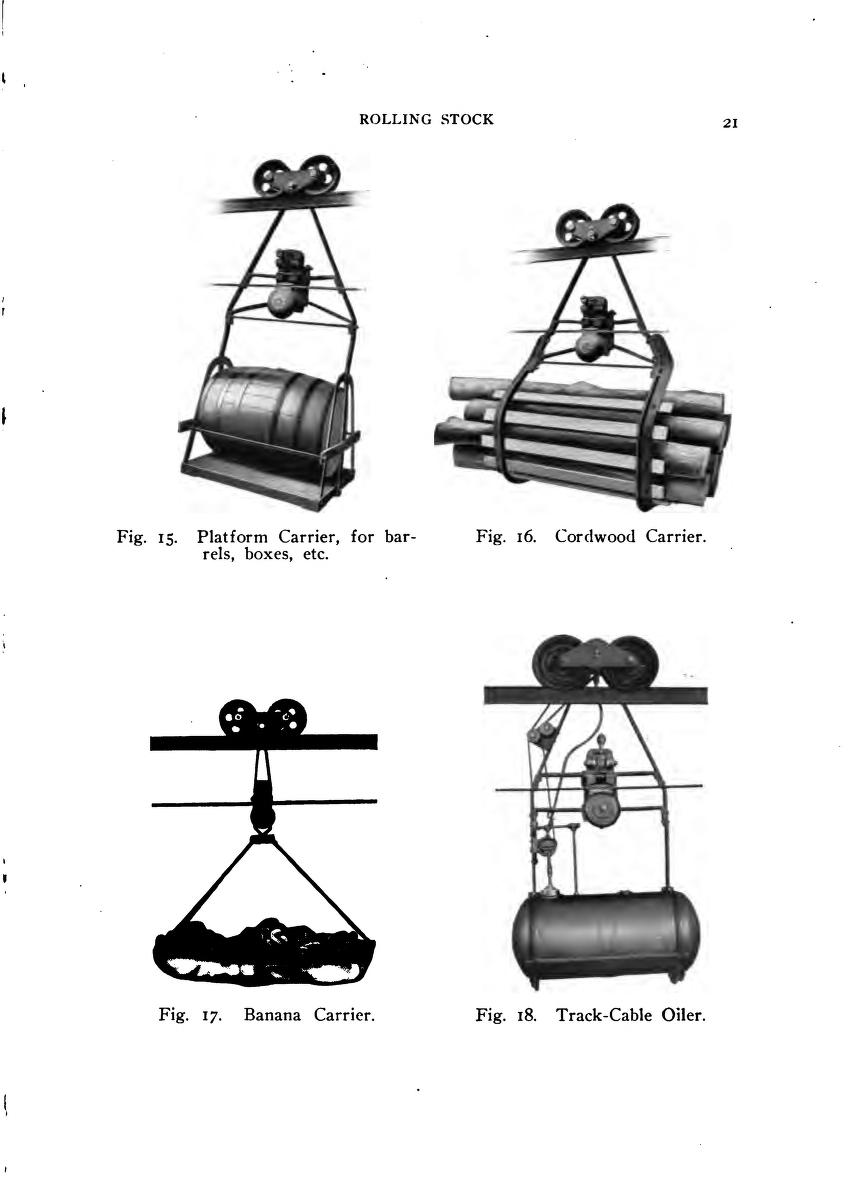 ROLLING STOCK 21
Fig. 15. Platform Carrier, for bar-
rels, boxes, etc.
Fig. 16. Cordwood Carrier.
Fig. 17. Banana Carrier.
Fig. 18. Track-Cable Oiler.